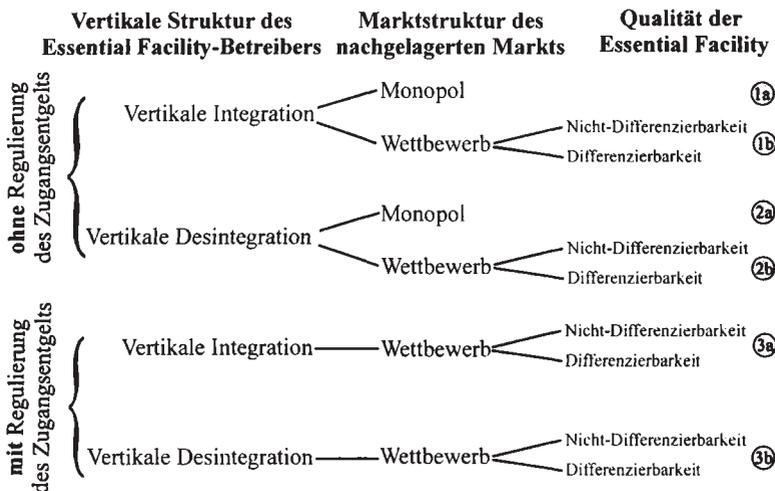 Vertikale Struktur des Marktstruktur des Qualität der
Essential Facility-Betreibers nachgelagerten Markts Essential Facility
ohne Regulierung
des Zugangsentgelts
Vertikale Integration
Monopol
1a
Wettbewerb
Nicht-Differenzierbarkeit
Differenzierbarkeit
1b
Vertikale Desintegration
Monopol
2a
Wettbewerb
Nicht-Differenzierbarkeit
Differenzierbarkeit
2b
mit Regulierung
des Zugangsentgelts
Vertikale Integration
Wettbewerb
Nicht-Differenzierbarkeit
Differenzierbarkeit
3a
Vertikale Desintegration
Wettbewerb
Nicht-Differenzierbarkeit
Differenzierbarkeit
3b